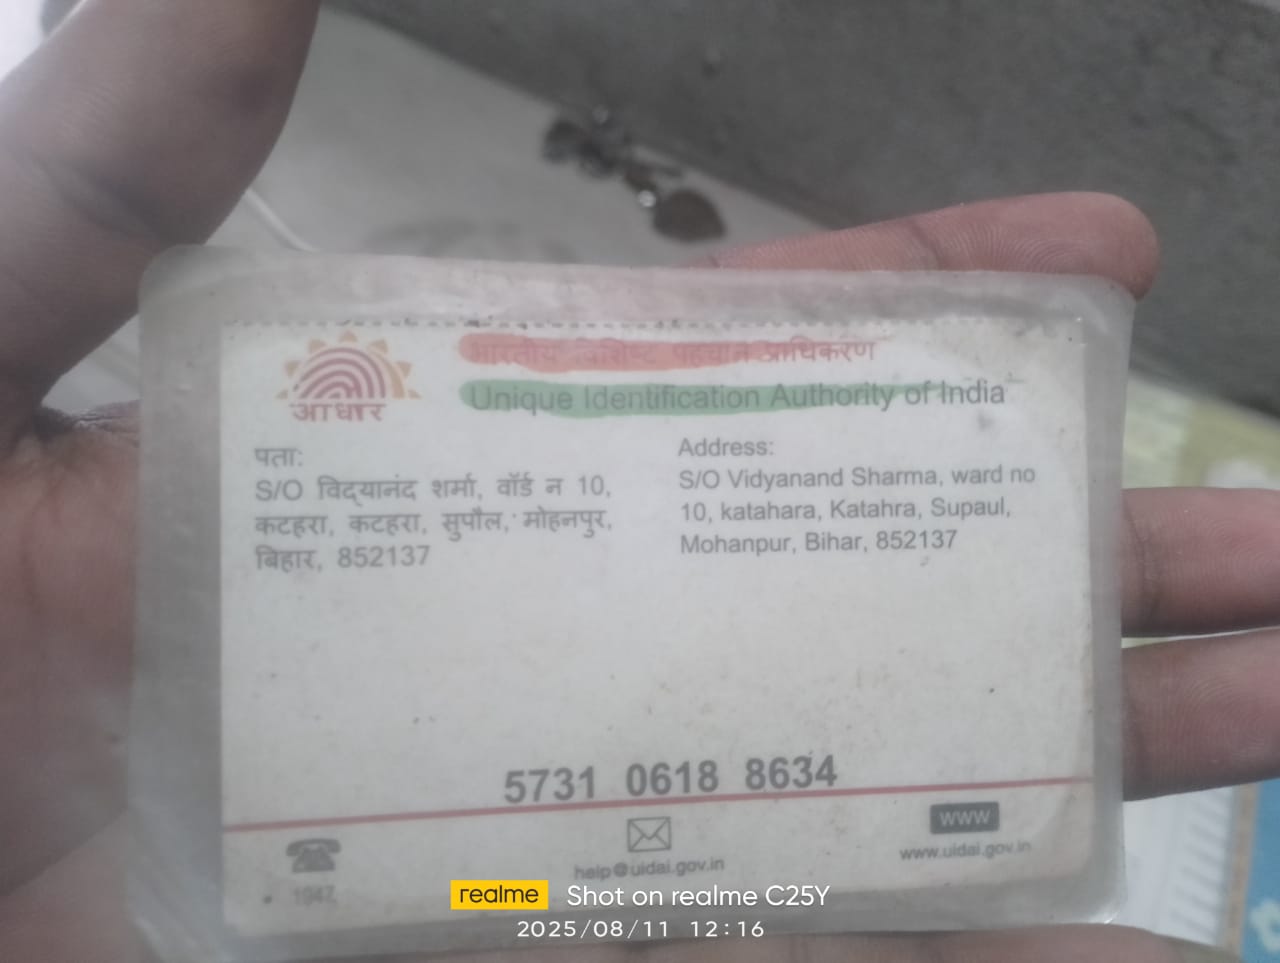 भारतीय विशिष्ट पहचान प्राधिकरण
Unique Identification Authority of India
आधार
पता:
S/O विद्यानंद शर्मा, वॉर्ड न 10,
कटहरा, कटहरा, सुपौल, मोहनपुर,
बिहार, 852137
Address:
S/O Vidyanand Sharma, ward no
10, katahara, Katahra, Supaul,
Mohanpur, Bihar, 852137
5731 0618 8634
1947
help@uidai.gov.in
www
www.uidai.gov.in
realme Shot on realme C25Y
2025/08/11 12:16